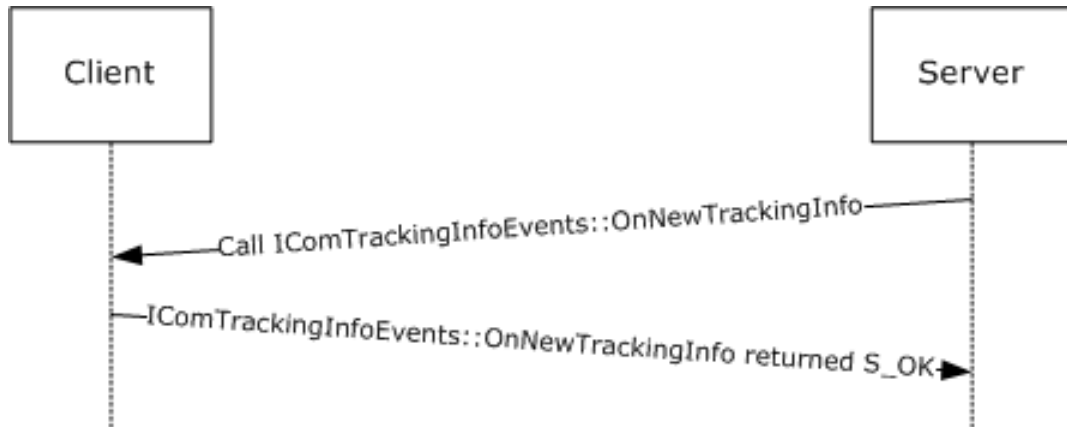 Client
Server
Call IComTrackingInfoEvents::OnNewTrackingInfo
IComTrackingInfoEvents::OnNewTrackingInfo returned S_OK